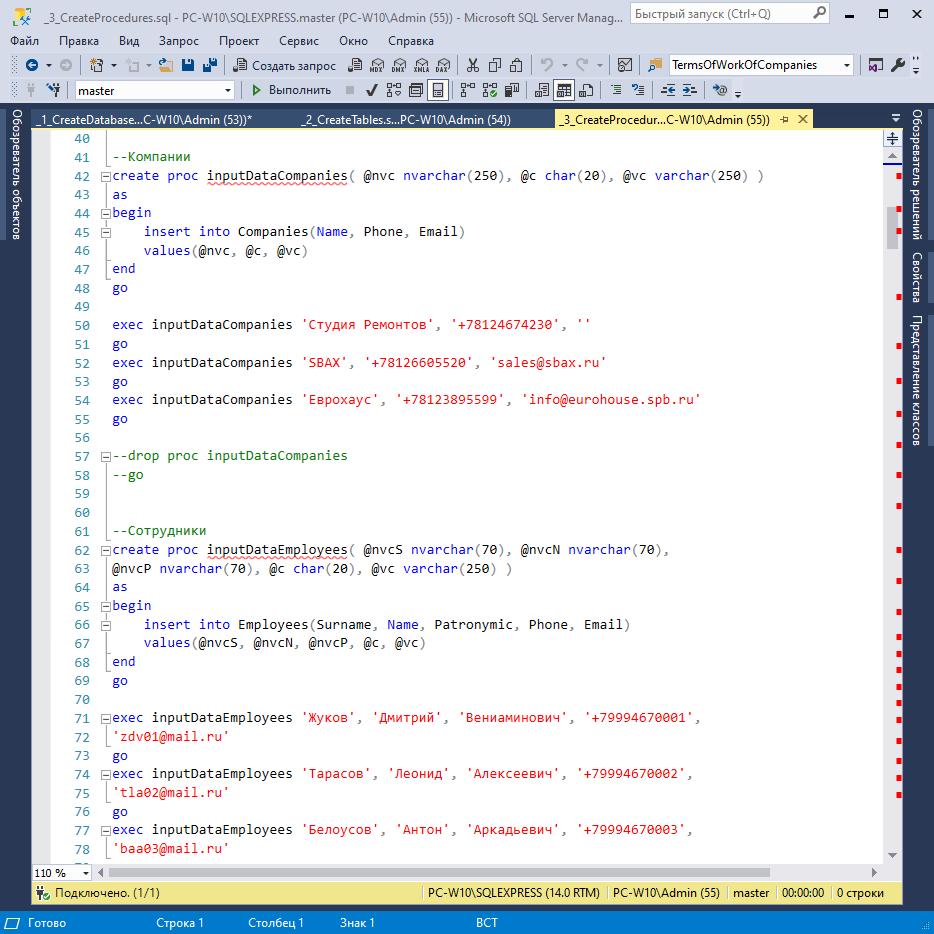 _3_CreateProcedures.sql - PC-W10\SQLEXPRESS.master (PC-W10\Admin (55)) - Microsoft SQL Server Manag...
Быстрый запуск (Ctrl+Q)
Файл Правка Вид Запрос Проект Сервис Окно Справка
Создать запрос MDX DMX XMLA DAX TermsOfWorkOfCompanies
master Выполнить
_1_CreateDatabase...C-W10\Admin (53))* _2_CreateTables.s...PC-W10\Admin (54)) _3_CreateProcedur...C-W10\Admin (55))
Обозреватель объектов
40
41 --Компании
42 create proc inputDataCompanies( @nvc nvarchar(250), @c char(20), @vc varchar(250) )
43 as
44 begin
45 insert into Companies(Name, Phone, Email)
46 values(@nvc, @c, @vc)
47 end
48 go
49
50 exec inputDataCompanies 'Студия Ремонтов', '+78124674230', ''
51 go
52 exec inputDataCompanies 'SBAX', '+78126605520', 'sales@sbax.ru'
53 go
54 exec inputDataCompanies 'Еврохаус', '+78123895599', 'info@eurohouse.spb.ru'
55 go
56
57 --drop proc inputDataCompanies
58 --go
59
60
61 --Сотрудники
62 create proc inputDataEmployees( @nvcS nvarchar(70), @nvcN nvarchar(70),
63 @nvcP nvarchar(70), @c char(20), @vc varchar(250) )
64 as
65 begin
66 insert into Employees(Surname, Name, Patronymic, Phone, Email)
67 values(@nvcS, @nvcN, @nvcP, @c, @vc)
68 end
69 go
70
71 exec inputDataEmployees 'Жуков', 'Дмитрий', 'Вениаминович', '+79994670001',
72 'zdv01@mail.ru'
73 go
74 exec inputDataEmployees 'Тарасов', 'Леонид', 'Алексеевич', '+79994670002',
75 'tla02@mail.ru'
76 go
77 exec inputDataEmployees 'Белоусов', 'Антон', 'Аркадьевич', '+79994670003',
78 'baa03@mail.ru'
Обозреватель решений
Свойства
Представление классов
110 %
Подключено. (1/1) PC-W10\SQLEXPRESS (14.0 RTM) PC-W10\Admin (55) master 00:00:00 0 строки
Готово Строка 1 Столбец 1 Знак 1 ВСТ